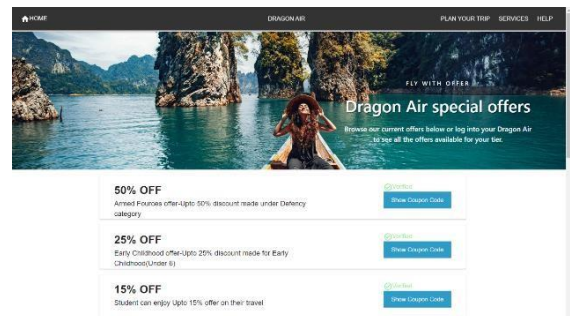 HOME DRAGON AIR PLAN YOUR TRIP SERVICES HELP
FLY WITH OFFER
Dragon Air special offers
Browse our current offers below or log into your Dragon Air
to see all the offers available for your tier.
50% OFF
Armed Fources offer-Upto 50% discount made under Defency
category
Verified
Show Coupon Code
25% OFF
Early Childhood offer-Upto 25% discount made for Early
Childhood(Under 6)
Verified
Show Coupon Code
15% OFF
Student can enjoy Upto 15% offer on their travel
Verified
Show Coupon Code